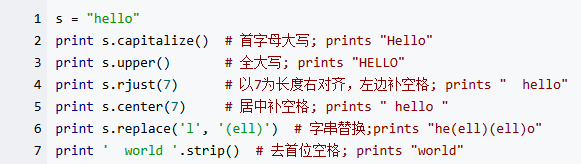 1 s = "hello"
2 print s.capitalize()  # 首字母大写; prints "Hello"
3 print s.upper()       # 全大写; prints "HELLO"
4 print s.rjust(7)      # 以7为长度右对齐，左边补空格; prints "  hello"
5 print s.center(7)     # 居中补空格; prints " hello "
6 print s.replace('l', '(ell)')  # 字串替换;prints "he(ell)(ell)o"
7 print '  world '.strip()  # 去首位空格; prints "world"